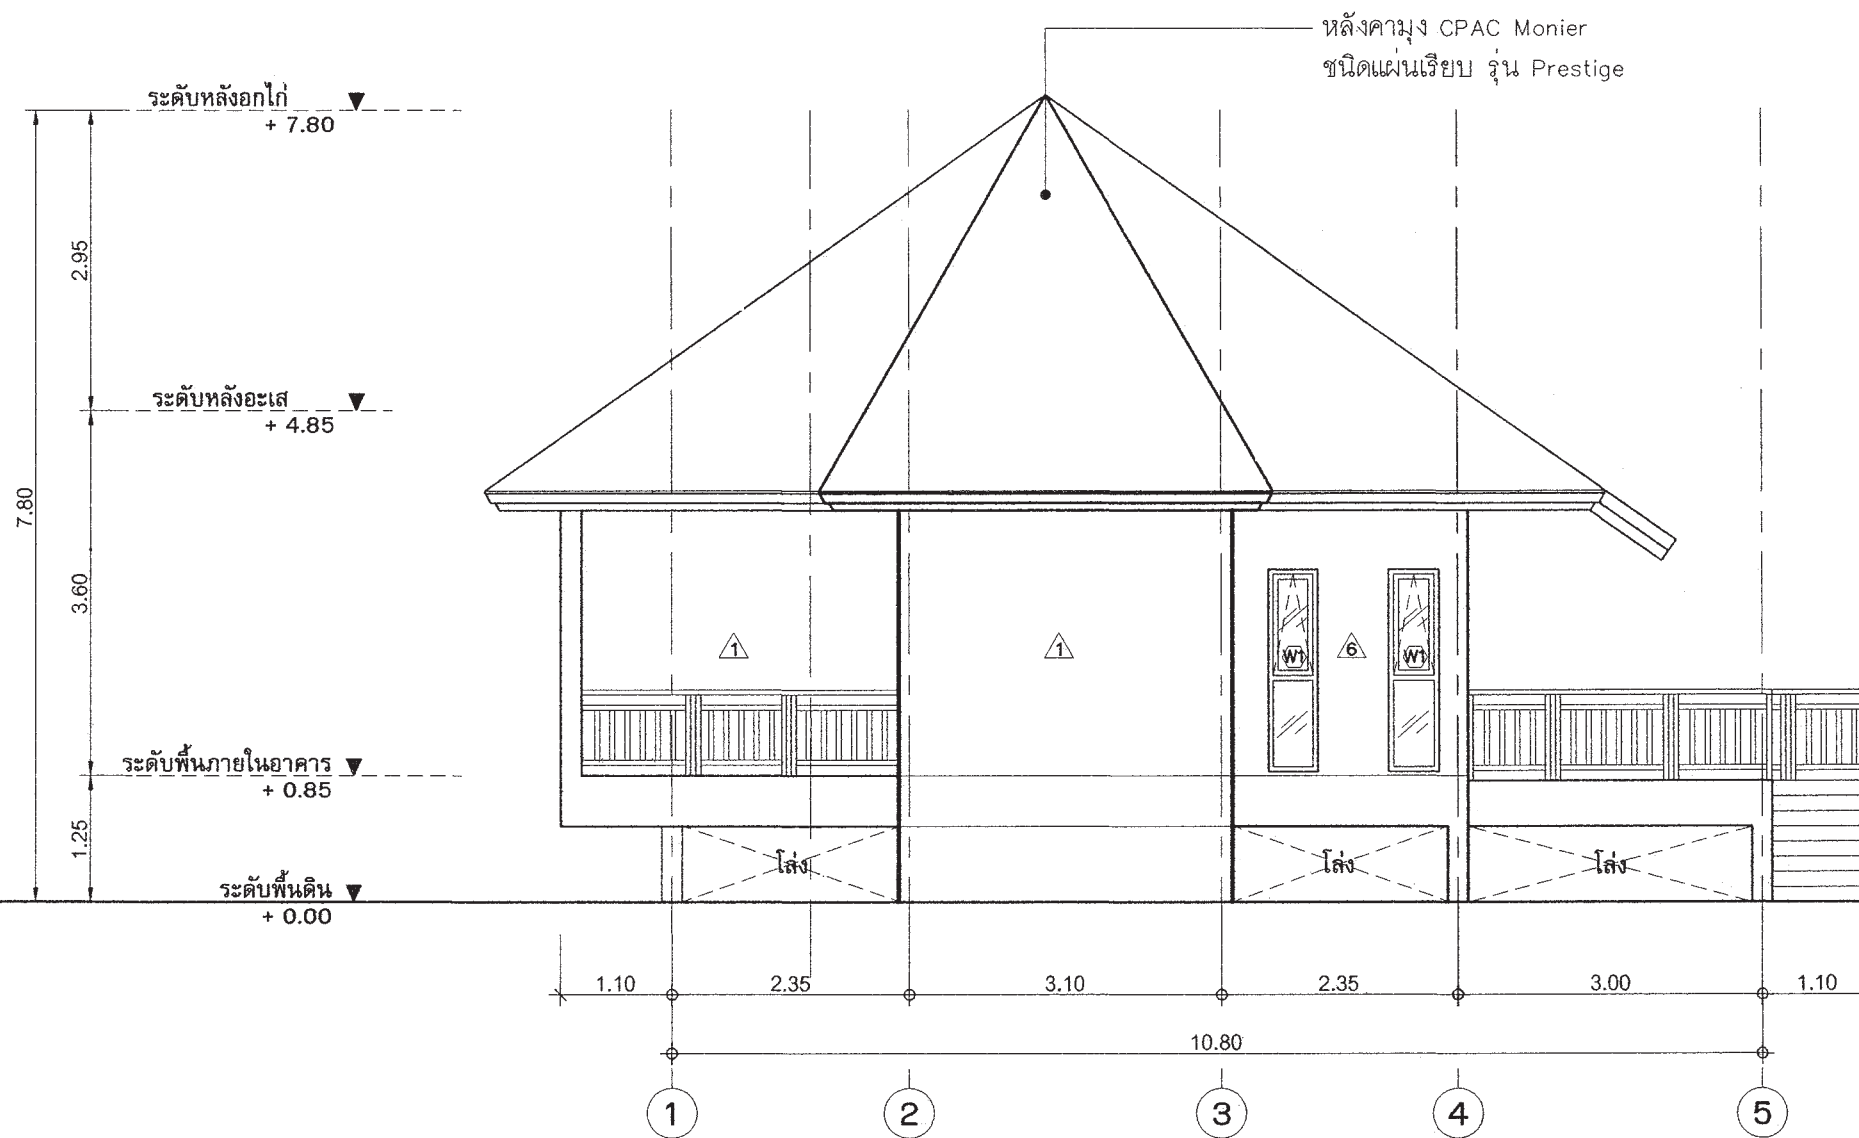 หลังคามุง CPAC Monier
ชนิดแผ่นเรียบ รุ่น Prestige
ระดับหลังอกไก่
+ 7.80
2.95
ระดับหลังอะเส
+ 4.85
7.80
3.60
1 1 W1 6 W1
ระดับพื้นภายในอาคาร
+ 0.85
1.25
โล่ง โล่ง โล่ง
ระดับพื้นดิน
+ 0.00
1.10 2.35 3.10 2.35 3.00 1.10
10.80
1 2 3 4 5